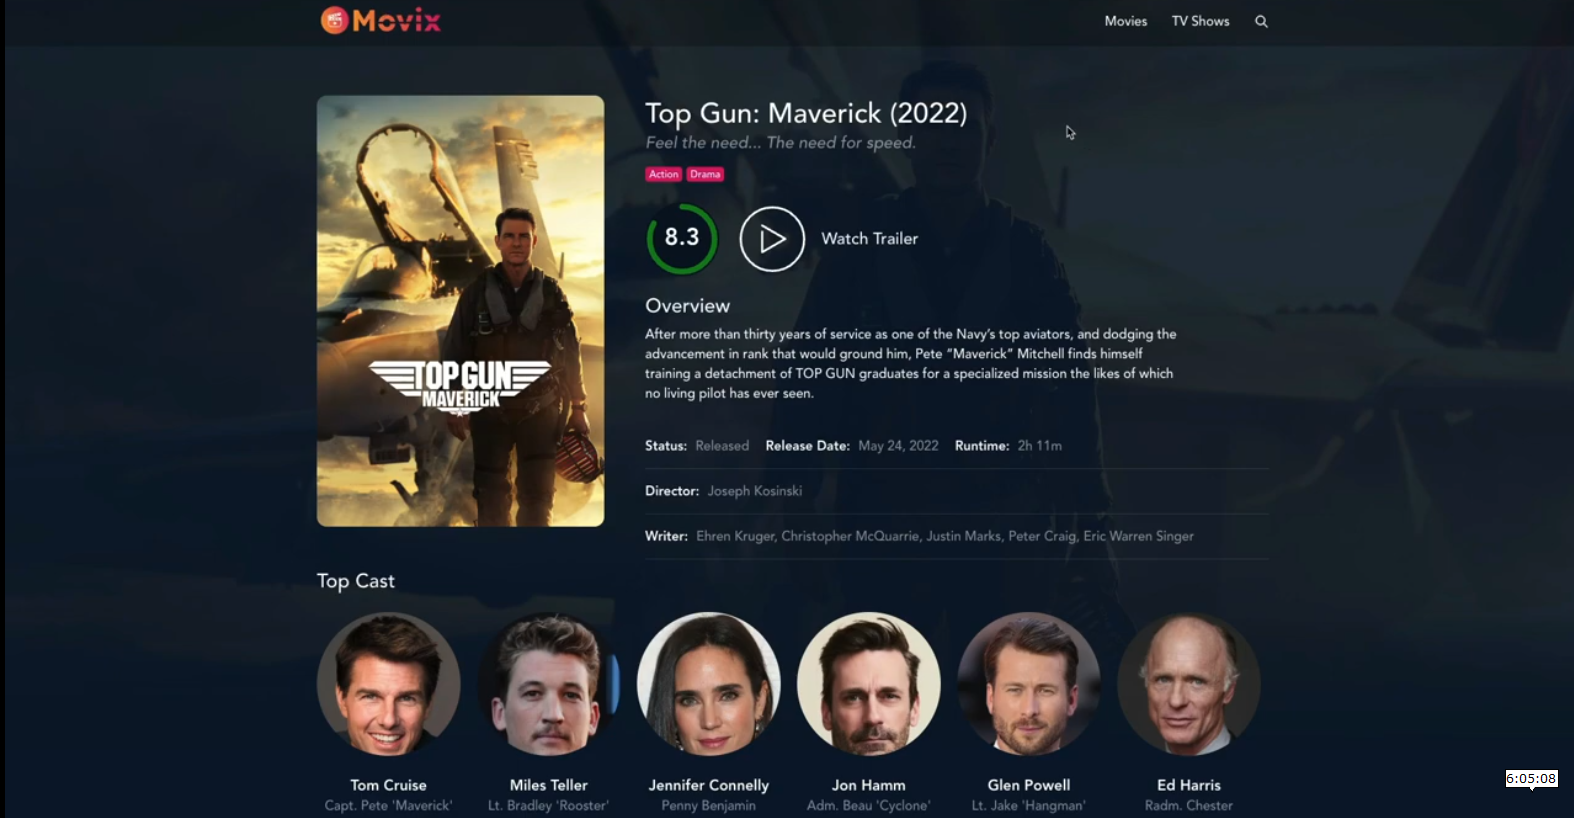 Movix
Movies TV Shows
Top Gun: Maverick (2022)
Feel the need... The need for speed.
Action Drama
8.3 Watch Trailer
Overview
After more than thirty years of service as one of the Navy’s top aviators, and dodging the
advancement in rank that would ground him, Pete “Maverick” Mitchell finds himself
training a detachment of TOP GUN graduates for a specialized mission the likes of which
no living pilot has ever seen.
Status: Released Release Date: May 24, 2022 Runtime: 2h 11m
Director: Joseph Kosinski
Writer: Ehren Kruger, Christopher McQuarrie, Justin Marks, Peter Craig, Eric Warren Singer
TOP GUN
MAVERICK
Top Cast
Tom Cruise Miles Teller Jennifer Connelly Jon Hamm Glen Powell Ed Harris
Capt. Pete 'Maverick' Lt. Bradley 'Rooster' Penny Benjamin Adm. Beau 'Cyclone' Lt. Jake 'Hangman' Radm. Chester
6:05:08